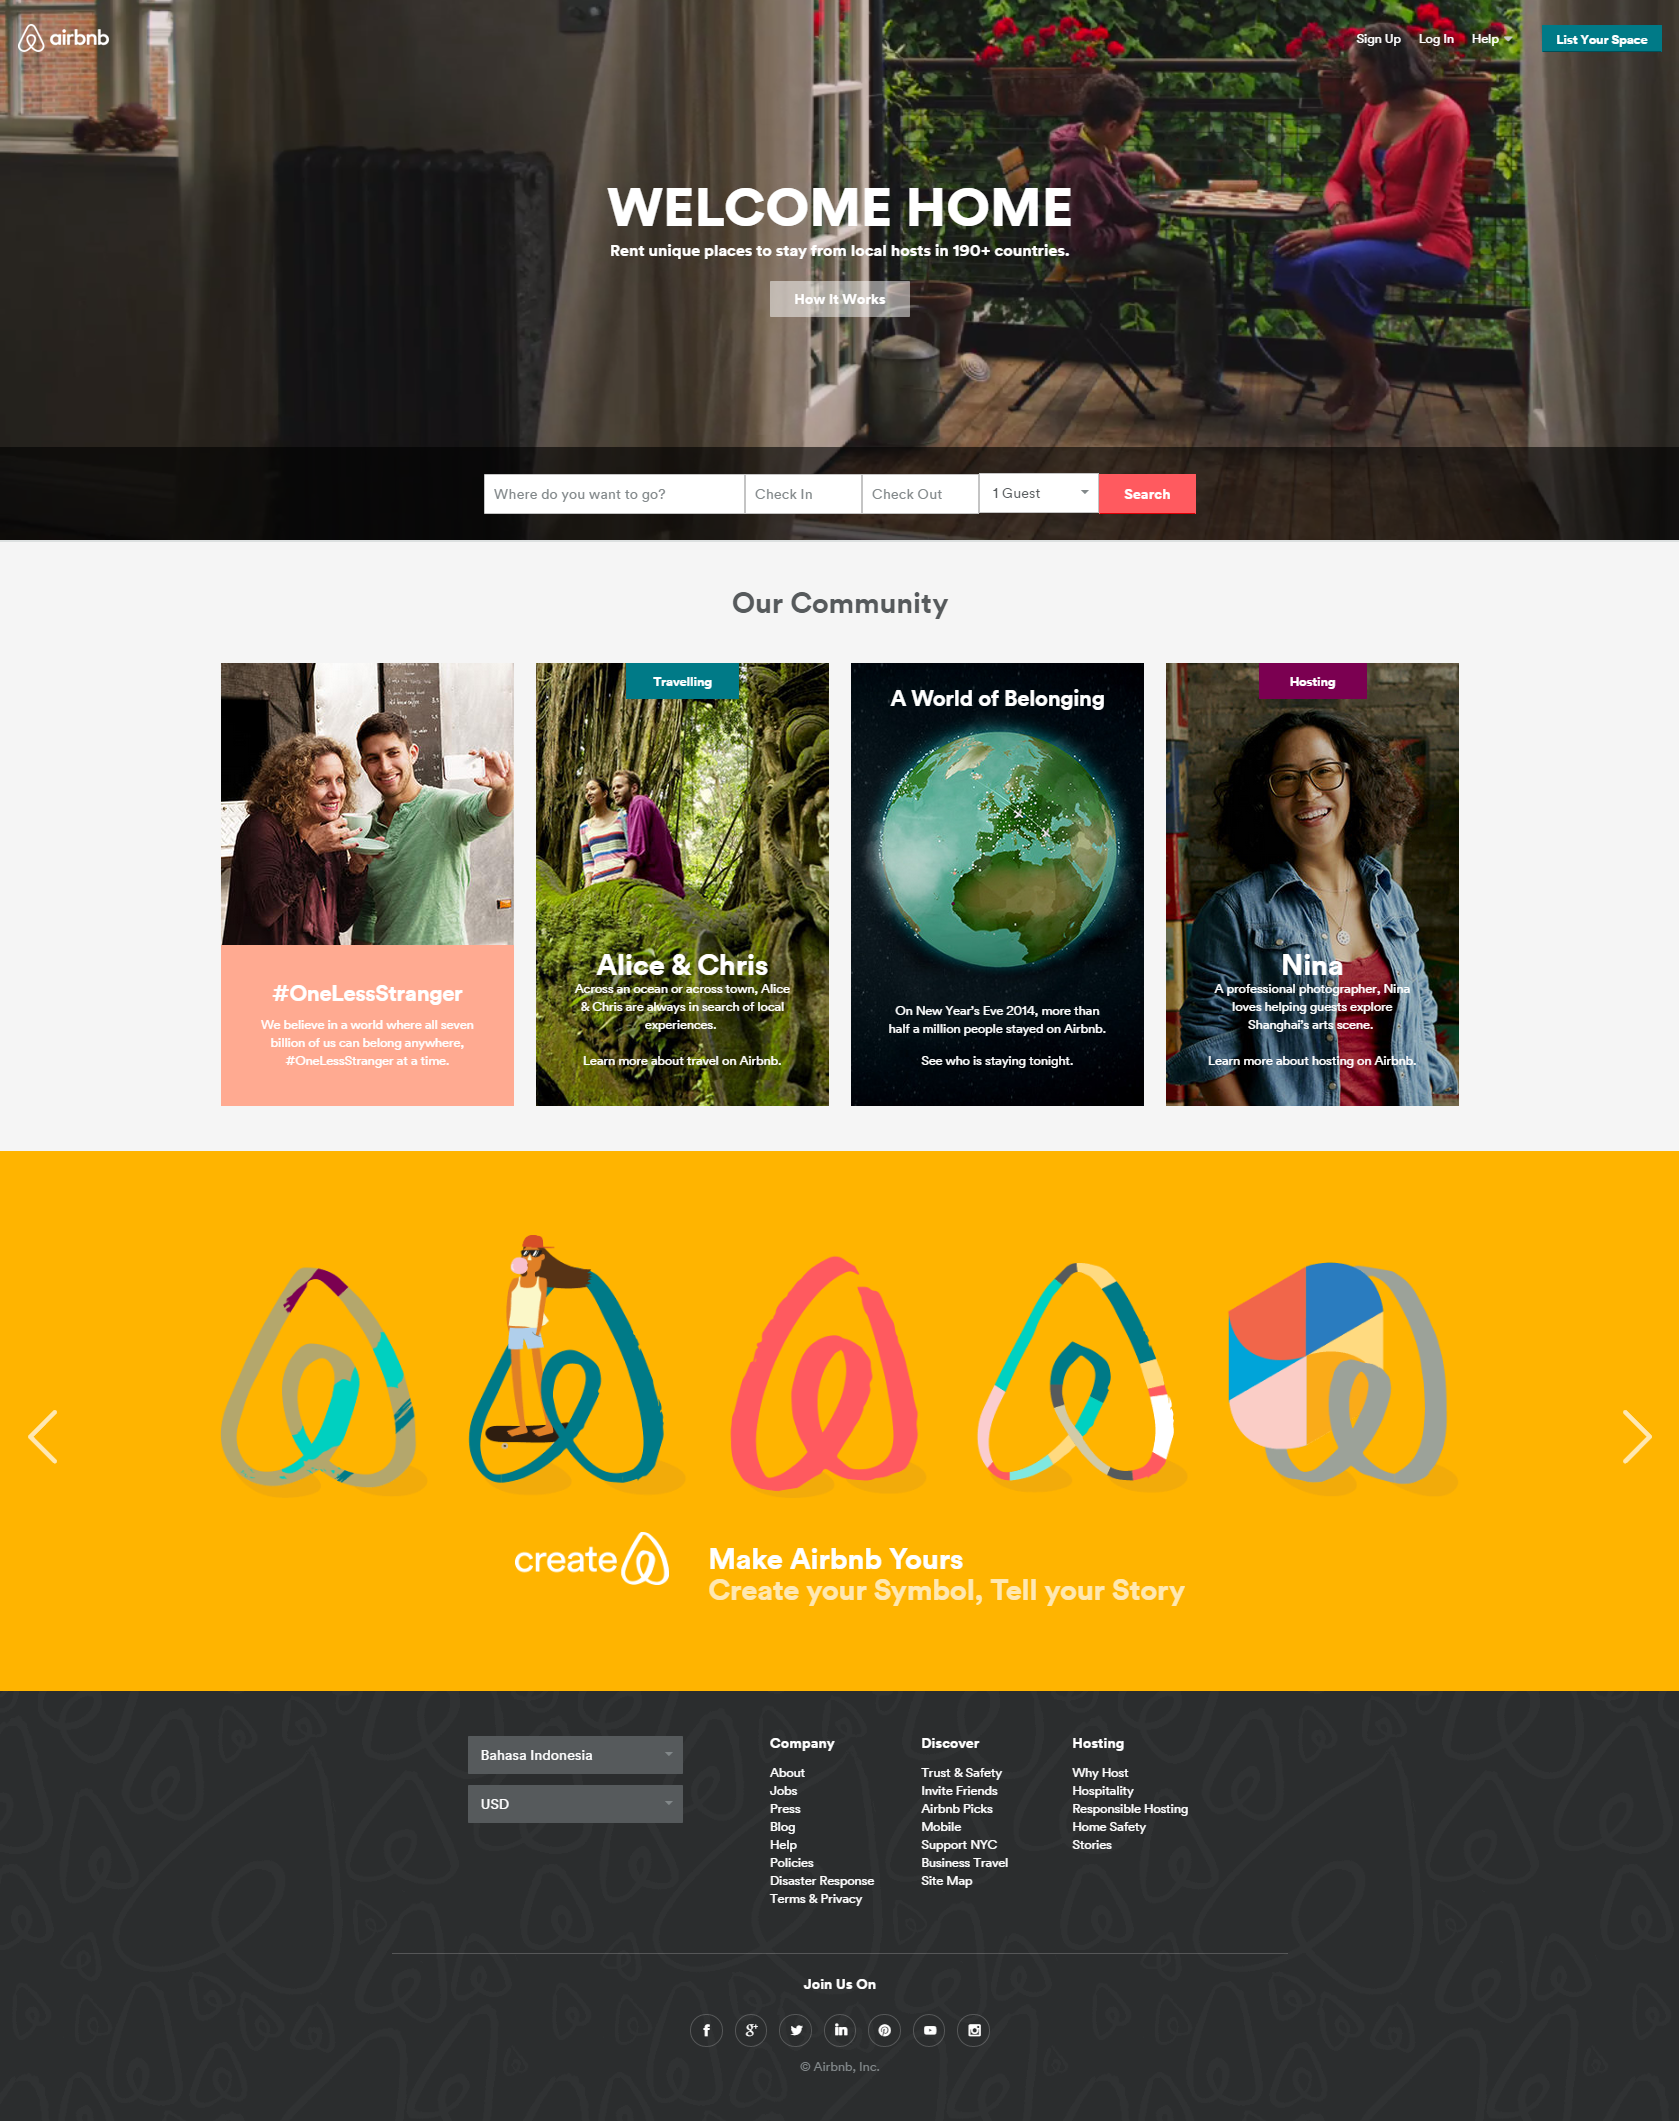 airbnb
Sign Up Log In Help List Your Space
WELCOME HOME
Rent unique places to stay from local hosts in 190+ countries.
How It Works
Where do you want to go? Check In Check Out 1 Guest Search
Our Community
#OneLessStranger
We believe in a world where all seven
billion of us can belong anywhere,
#OneLessStranger at a time.
Travelling
Alice & Chris
Across an ocean or across town, Alice
& Chris are always in search of local
experiences.
Learn more about travel on Airbnb.
A World of Belonging
On New Year's Eve 2014, more than
half a million people stayed on Airbnb.
See who is staying tonight.
Hosting
Nina
A professional photographer, Nina
loves helping guests explore
Shanghai's arts scene.
Learn more about hosting on Airbnb.
create
Make Airbnb Yours
Create your Symbol, Tell your Story
Bahasa Indonesia
USD
Company
About
Jobs
Press
Blog
Help
Policies
Disaster Response
Terms & Privacy
Discover
Trust & Safety
Invite Friends
Airbnb Picks
Mobile
Support NYC
Business Travel
Site Map
Hosting
Why Host
Hospitality
Responsible Hosting
Home Safety
Stories
Join Us On
© Airbnb, Inc.